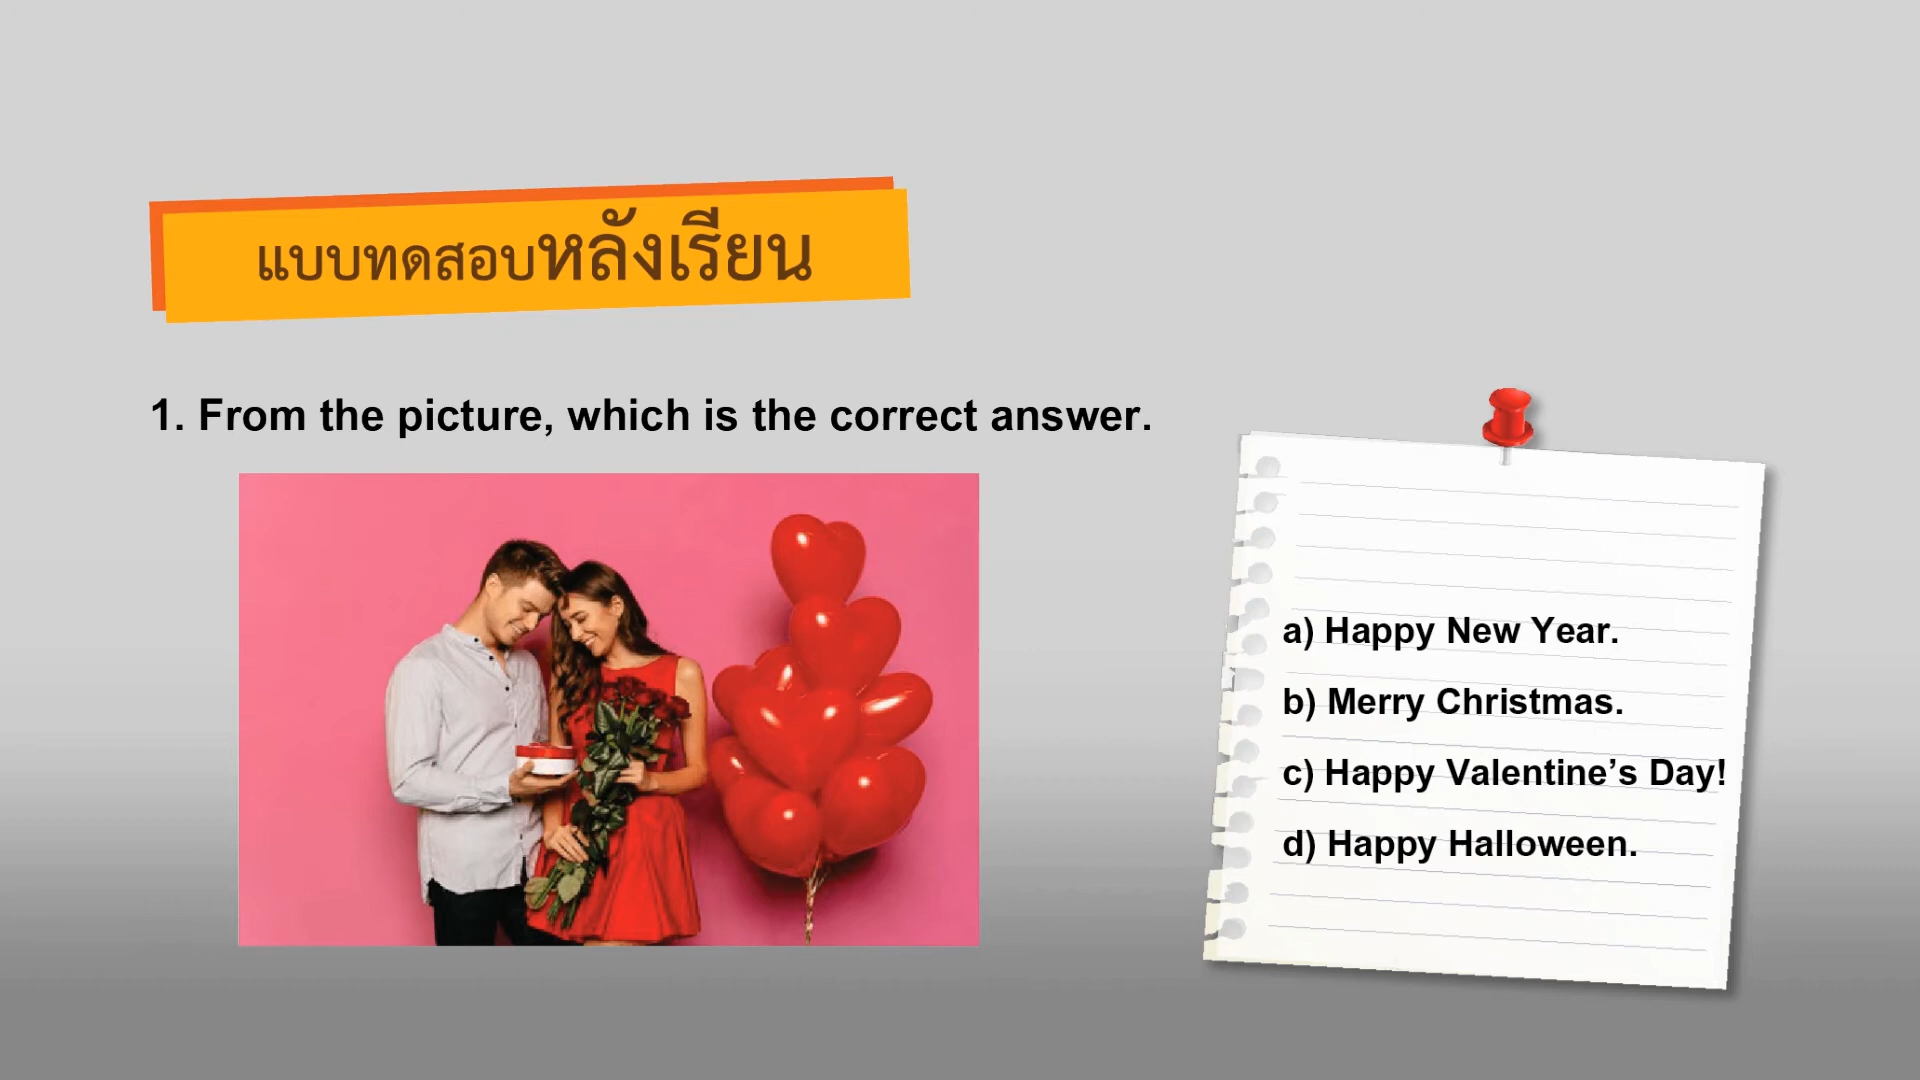 แบบทดสอบหลังเรียน
1. From the picture, which is the correct answer.
a) Happy New Year.
b) Merry Christmas.
c) Happy Valentine’s Day!
d) Happy Halloween.